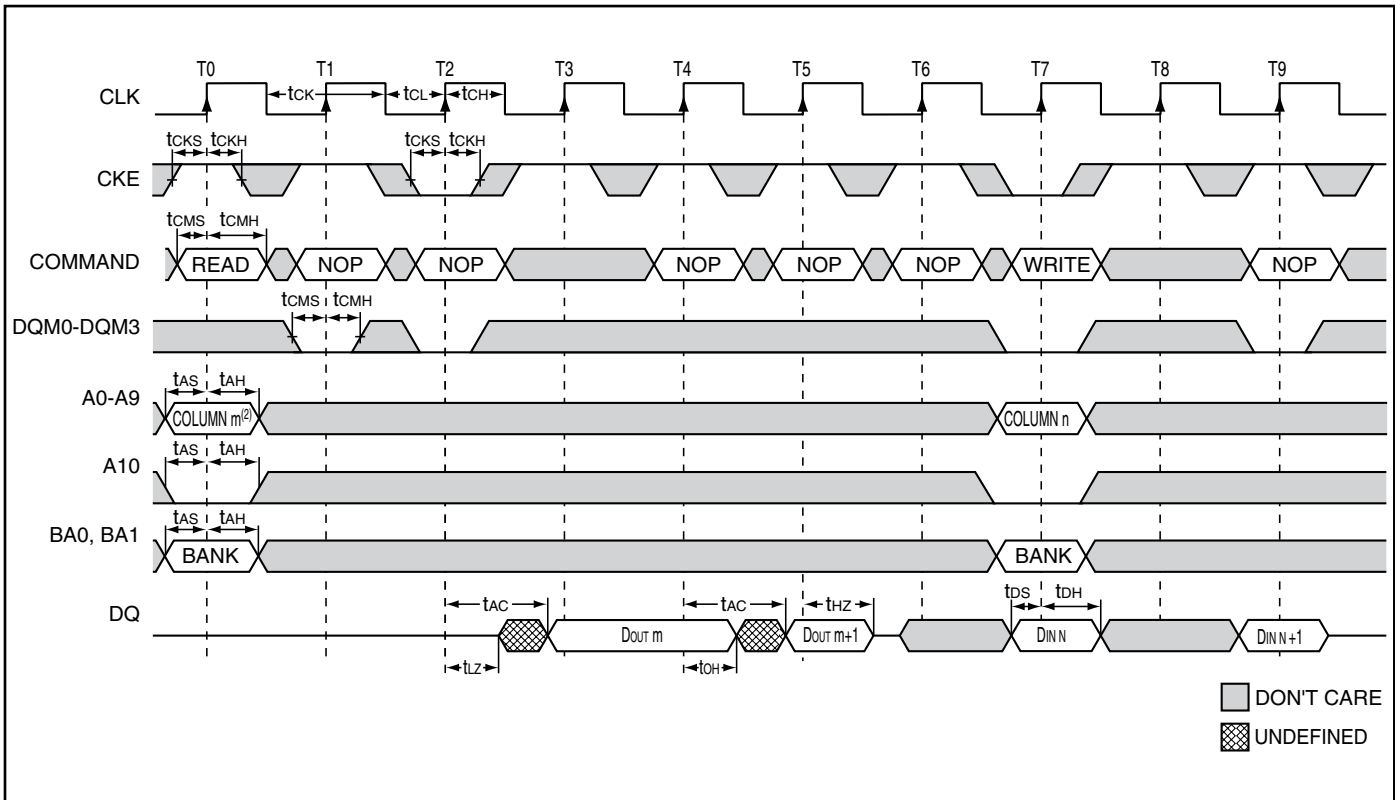 T0 T1 T2 T3 T4 T5 T6 T7 T8 T9
CLK tCK tCL tCH
tCKS tCKH tCKS tCKH
CKE
tCMS tCMH
COMMAND READ NOP NOP NOP NOP NOP WRITE NOP
tCMS tCMH
DQM0-DQM3
tAS tAH
A0-A9 COLUMN m(2) COLUMN n
tAS tAH
A10
tAS tAH
BA0, BA1 BANK BANK
tAC tAC tHZ tDS tDH
DQ DOUT m DOUT m+1 DIN N DIN N+1
tLZ tOH
DON'T CARE
UNDEFINED